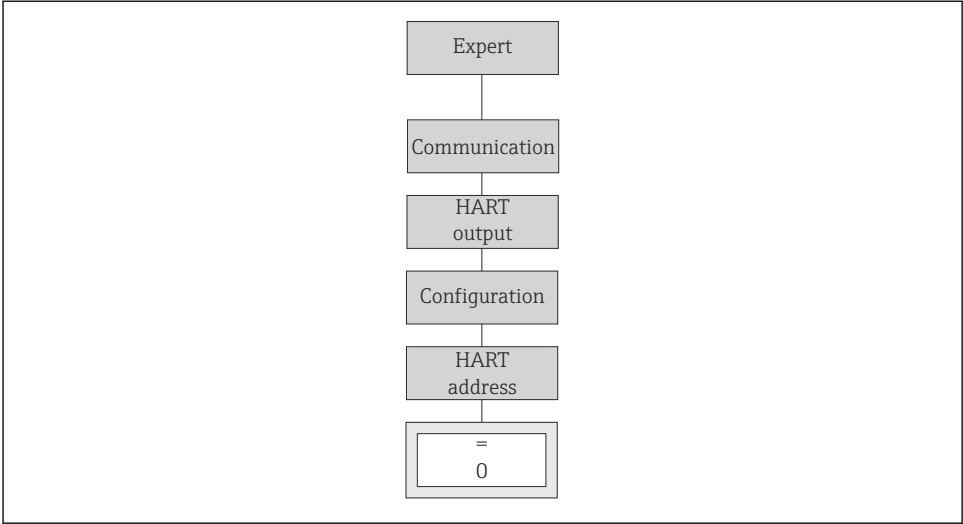 Expert
Communication
HART
output
Configuration
HART
address
=
0